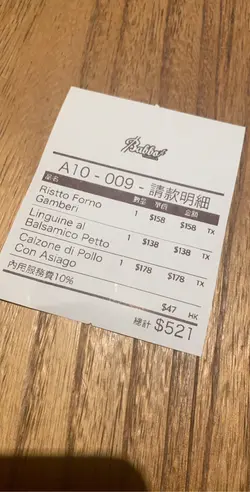 Bubba
A10 - 009 - 請款明細
品名 數量 單價 總額
Ristto Forno
Gamberi 1 $158 $158 TX
Linguine al
Balsamico Petto 1 $138 $138 TX
Calzone di Pollo
Con Asiago 1 $178 $178 TX
內用服務費10%
$47 HK
總計 $521